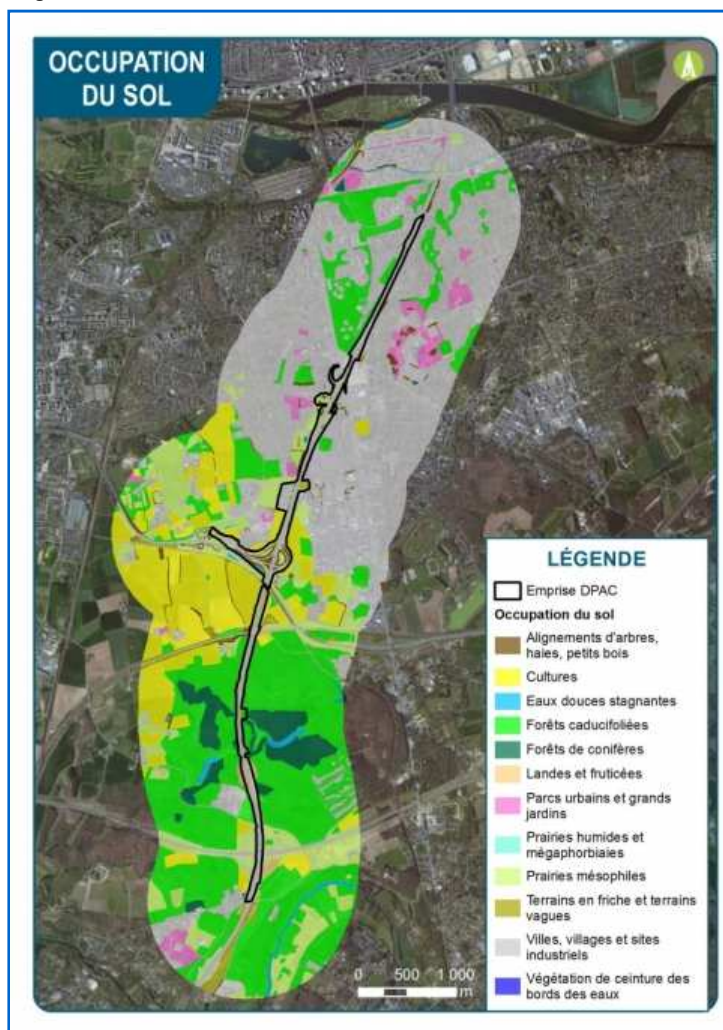 OCCUPATION
DU SOL
LÉGENDE
Emprise DPAC
Occupation du sol
Alignements d'arbres,
haies, petits bois
Cultures
Eaux douces stagnantes
Forêts caducifoliées
Forêts de conifères
Landes et fruticées
Parcs urbains et grands
jardins
Prairies humides et
mégaphorbiaies
Prairies mésophiles
Terrains en friche et terrains
vagues
Villes, villages et sites
industriels
Végétation de ceinture des
bords des eaux
0 500 1 000
m